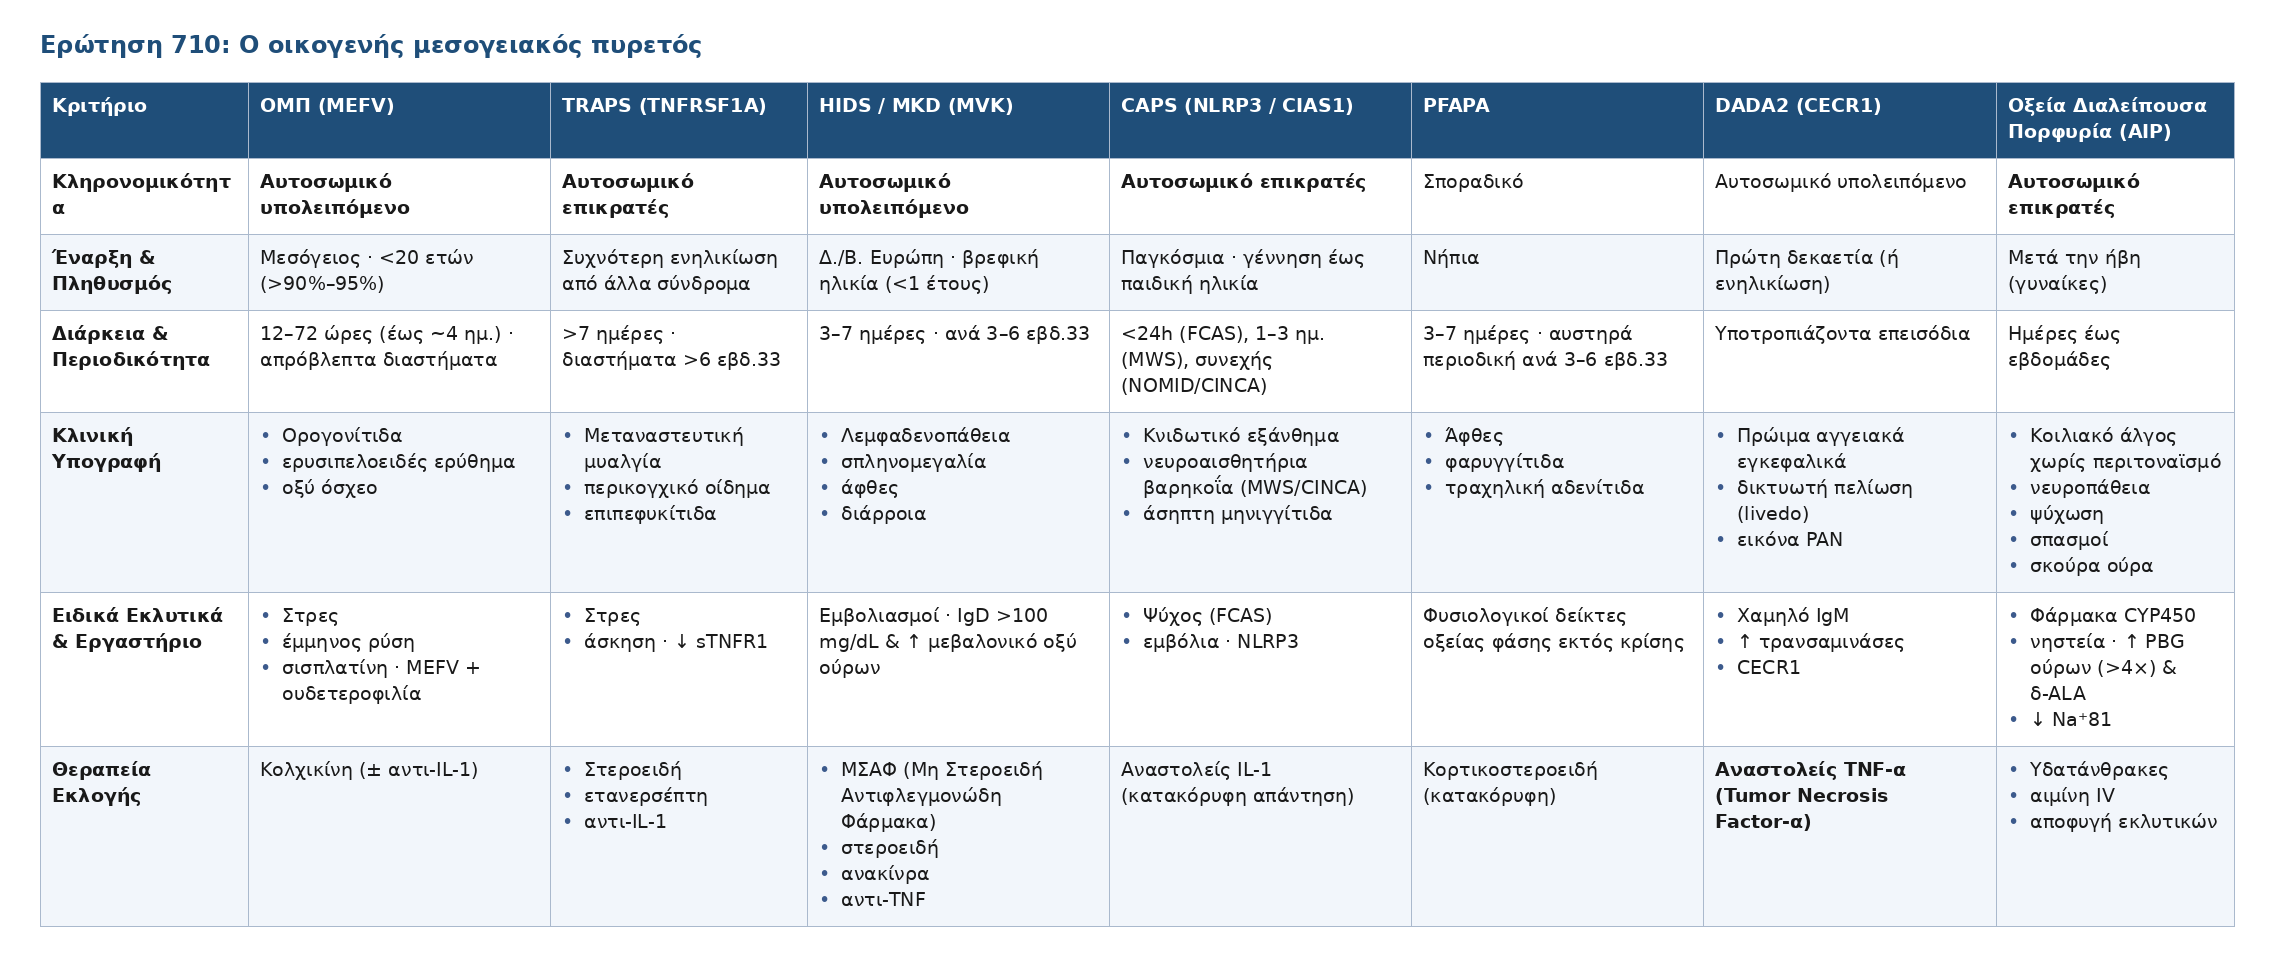 Ερώτηση 710: Ο οικογενής μεσογειακός πυρετός
Κριτήριο
ΟΜΠ (MEFV)
TRAPS (TNFRSF1A)
HIDS / MKD (MVK)
CAPS (NLRP3 / CIAS1)
PFAPA
DADA2 (CECR1)
Οξεία Διαλείπουσα
Πορφυρία (AIP)
Κληρονομικότητ
α
Αυτοσωμικό
υπολειπόμενο
Αυτοσωμικό
επικρατές
Αυτοσωμικό
υπολειπόμενο
Αυτοσωμικό επικρατές
Σποραδικό
Αυτοσωμικό υπολειπόμενο
Αυτοσωμικό
επικρατές
Έναρξη &
Πληθυσμός
Μεσόγειος · <20 ετών
(>90%–95%)
Συχνότερη ενηλικίωση
από άλλα σύνδρομα
Δ./Β. Ευρώπη · βρεφική
ηλικία (<1 έτους)
Παγκόσμια · γέννηση έως
παιδική ηλικία
Νήπια
Πρώτη δεκαετία (ή
ενηλικίωση)
Μετά την ήβη
(γυναίκες)
Διάρκεια &
Περιοδικότητα
12–72 ώρες (έως ~4 ημ.) ·
απρόβλεπτα διαστήματα
>7 ημέρες ·
διαστήματα >6 εβδ.33
3–7 ημέρες · ανά 3–6 εβδ.33
<24h (FCAS), 1–3 ημ.
(MWS), συνεχής
(NOMID/CINCA)
3–7 ημέρες · αυστηρά
περιοδική ανά 3–6 εβδ.33
Υποτροπιάζοντα επεισόδια
Ημέρες έως
εβδομάδες
Κλινική
Υπογραφή
• Ορογονίτιδα
• ερυσιπελοειδές ερύθημα
• οξύ όσχεο
• Μεταναστευτική
μυαλγία
• περικογχικό οίδημα
• επιπεφυκίτιδα
• Λεμφαδενοπάθεια
• σπληνομεγαλία
• άφθες
• διάρροια
• Κνιδωτικό εξάνθημα
• νευροαισθητήρια
βαρηκοΐα (MWS/CINCA)
• άσηπτη μηνιγγίτιδα
• Άφθες
• φαρυγγίτιδα
• τραχηλική αδενίτιδα
• Πρώιμα αγγειακά
εγκεφαλικά
• δικτυωτή πελίωση
(livedo)
• εικόνα PAN
• Κοιλιακό άλγος
χωρίς περιτοναϊσμό
• νευροπάθεια
• ψύχωση
• σπασμοί
• σκούρα ούρα
Ειδικά Εκλυτικά
& Εργαστήριο
• Στρες
• έμμηνος ρύση
• σισπλατίνη · MEFV +
ουδετεροφιλία
• Στρες
• άσκηση · ↓ sTNFR1
Εμβολιασμοί · IgD >100
mg/dL & ↑ μεβαλονικό οξύ
ούρων
• Ψύχος (FCAS)
• εμβόλια · NLRP3
Φυσιολογικοί δείκτες
οξείας φάσης εκτός κρίσης
• Χαμηλό IgM
• ↑ τρανσαμινάσες
• CECR1
• Φάρμακα CYP450
• νηστεία · ↑ PBG
ούρων (>4×) &
δ-ALA
• ↓ Na⁺81
Θεραπεία
Εκλογής
Κολχικίνη (± αντι-IL-1)
• Στεροειδή
• ετανερσέπτη
• αντι-IL-1
• ΜΣΑΦ (Μη Στεροειδή
Αντιφλεγμονώδη
Φάρμακα)
• στεροειδή
• ανακίνρα
• αντι-TNF
Αναστολείς IL-1
(κατακόρυφη απάντηση)
Κορτικοστεροειδή
(κατακόρυφη)
Αναστολείς TNF-α
(Tumor Necrosis
Factor-α)
• Υδατάνθρακες
• αιμίνη IV
• αποφυγή εκλυτικών